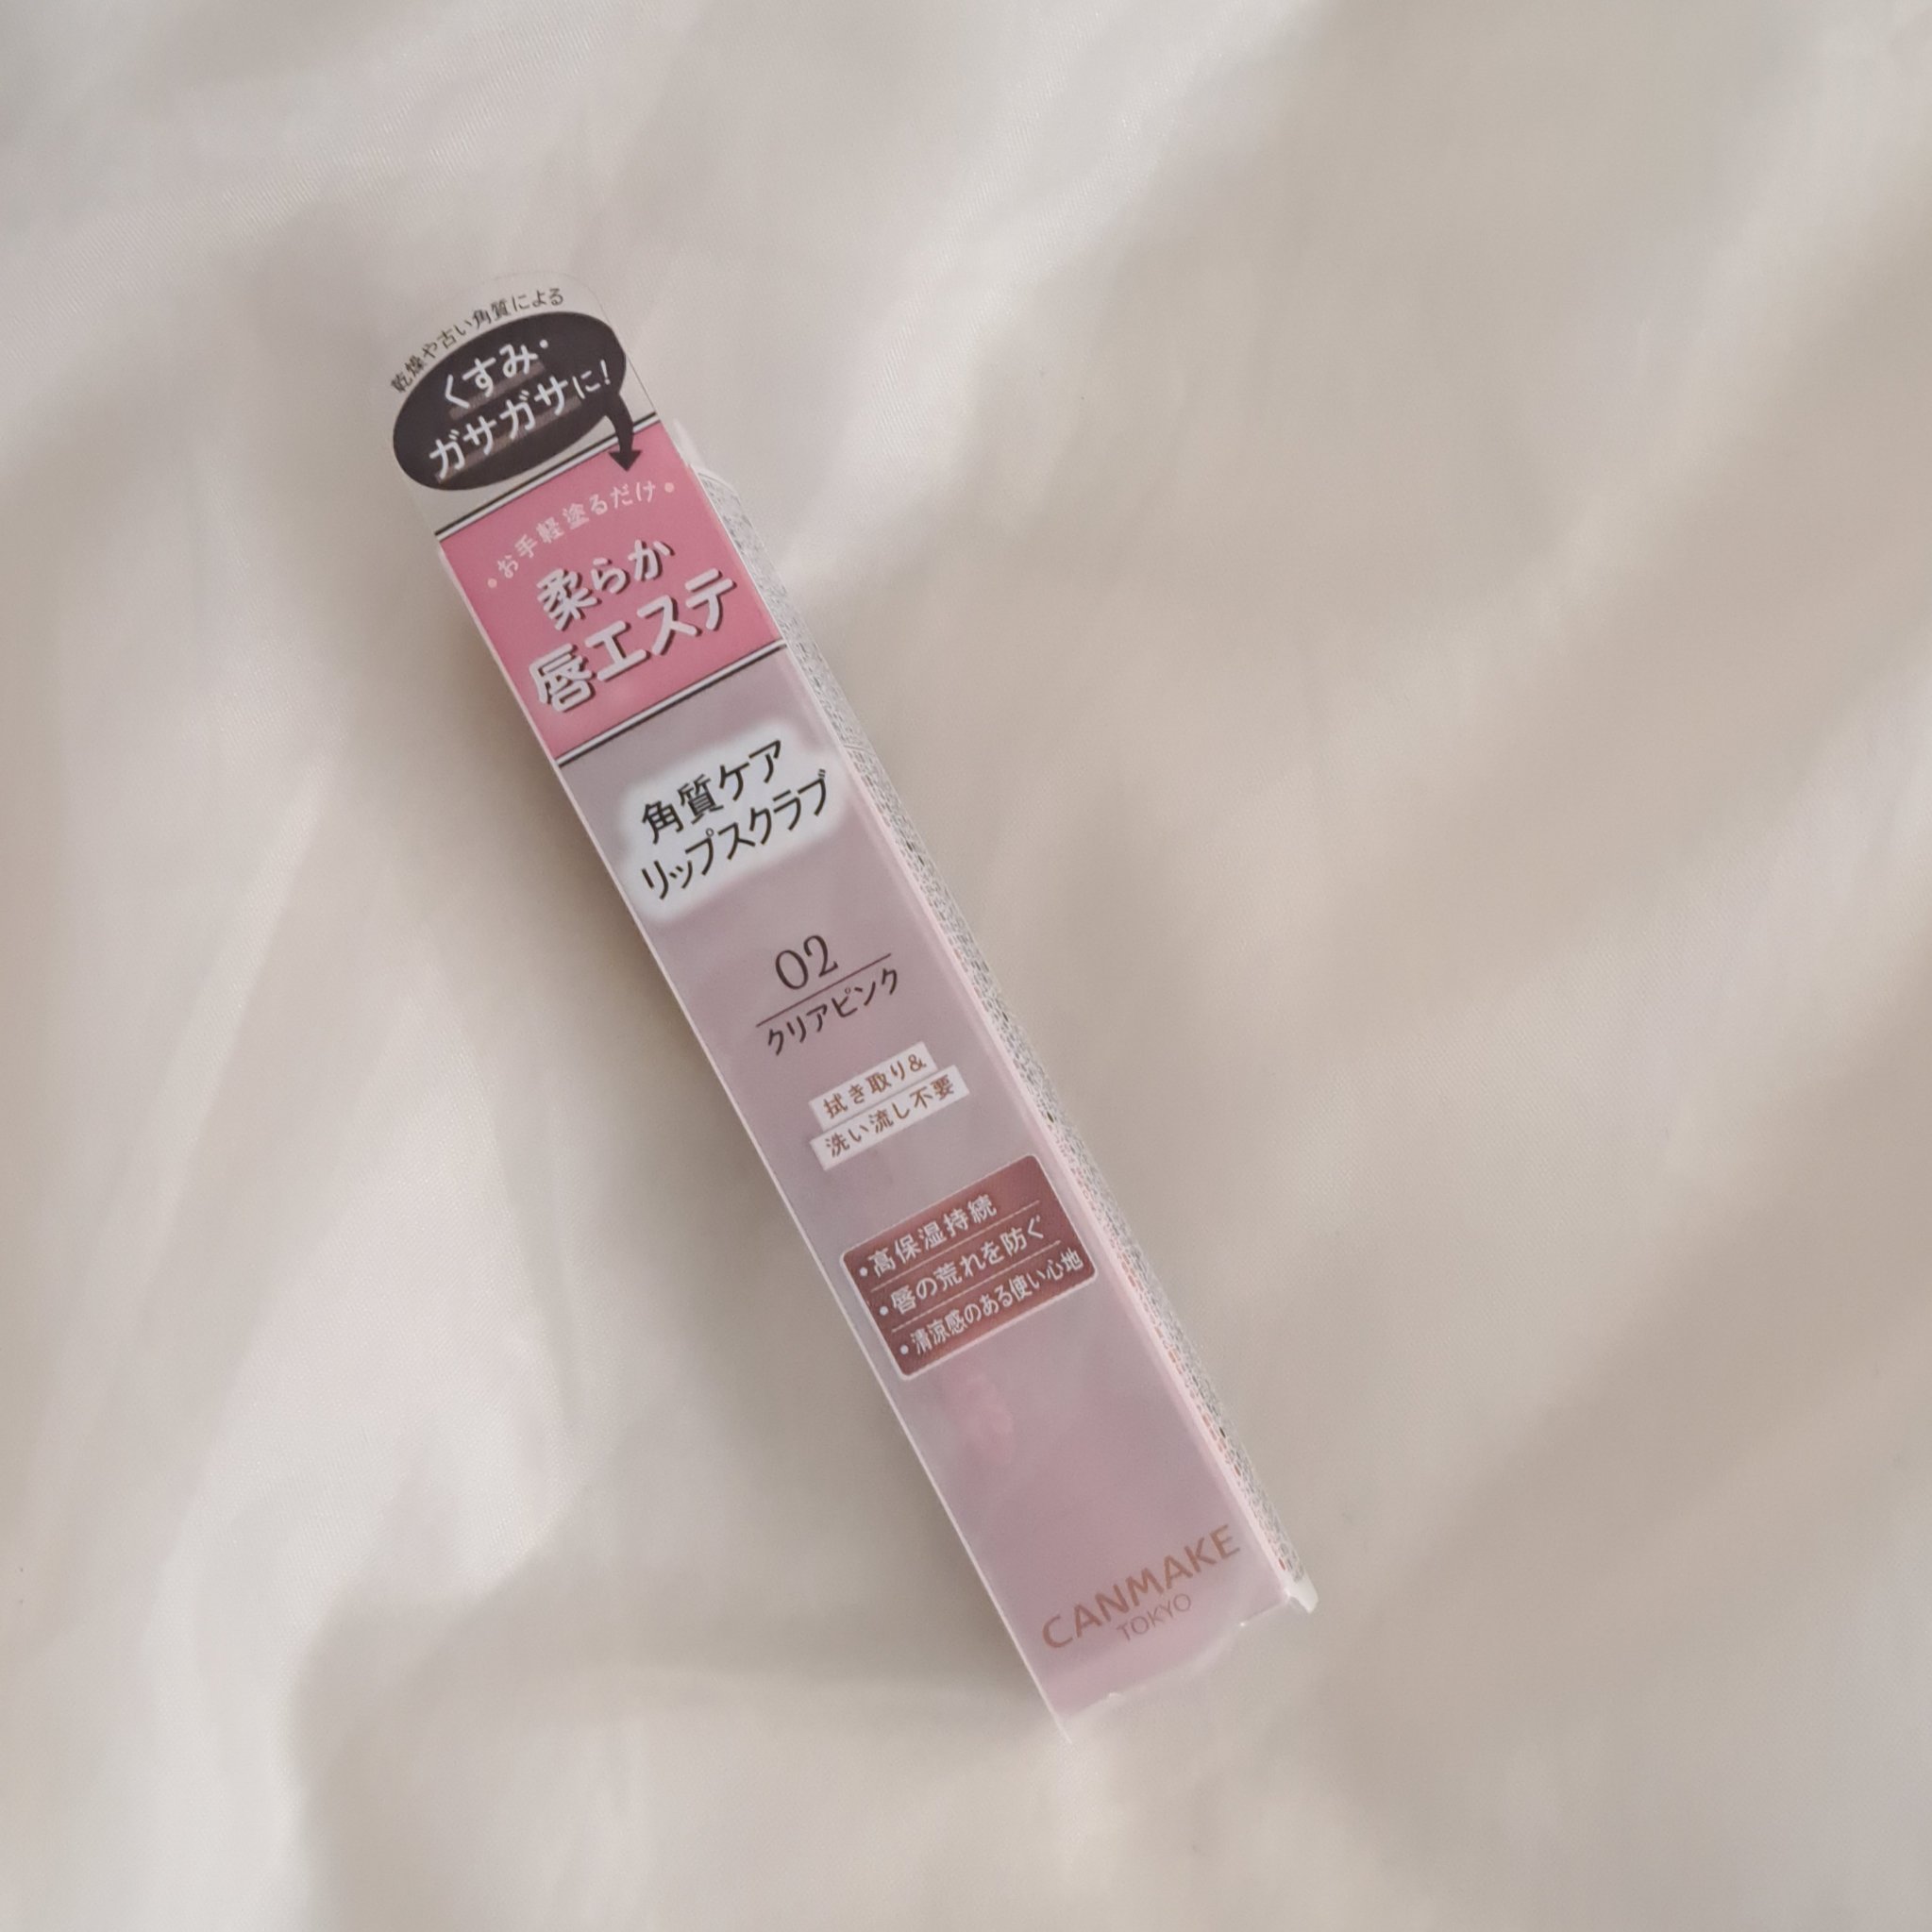 乾燥や古い角質による
くすみ・
ガサガサに!
お手軽塗るだけ
柔らか
唇エステ
角質ケア
リップスクラブ
02
クリアピンク
拭き取り&
洗い流し不要
・高保湿持続
・唇の荒れを防ぐ
・清涼感のある使い心地
CANMAKE
TOKYO